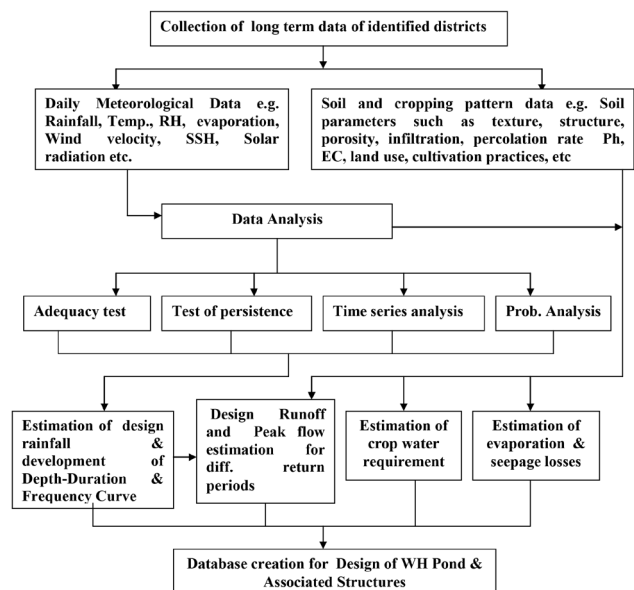 Collection of long term data of identified districts
Daily Meteorological Data e.g.
Rainfall, Temp., RH, evaporation,
Wind velocity, SSH, Solar
radiation etc.
Soil and cropping pattern data e.g. Soil
parameters such as texture, structure,
porosity, infiltration, percolation rate Ph,
EC, land use, cultivation practices, etc
Data Analysis
Adequacy test
Test of persistence
Time series analysis
Prob. Analysis
Estimation of design
rainfall &
development of
Depth-Duration &
Frequency Curve
Design Runoff
and Peak flow
estimation for
diff. return
periods
Estimation of
crop water
requirement
Estimation of
evaporation &
seepage losses
Database creation for Design of WH Pond &
Associated Structures